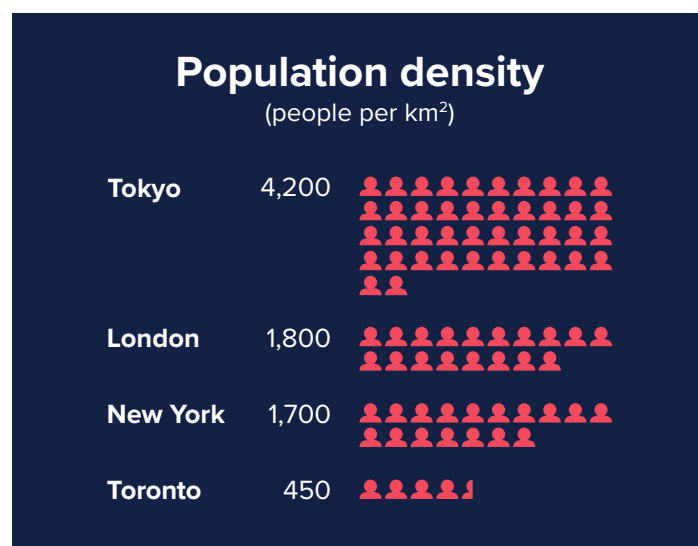 Population density
(people per km²)
Tokyo 4,200
London 1,800
New York 1,700
Toronto 450